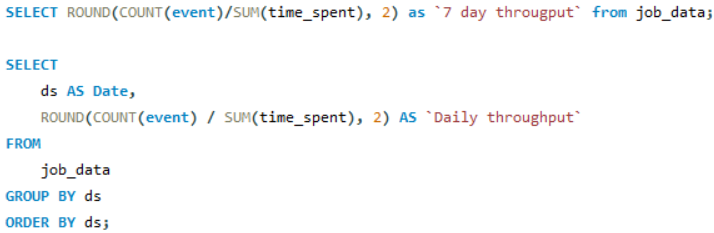 SELECT ROUND(COUNT(event)/SUM(time_spent), 2) as `7 day througput` from job_data;
SELECT
ds AS Date,
ROUND(COUNT(event) / SUM(time_spent), 2) AS `Daily throughput`
FROM
job_data
GROUP BY ds
ORDER BY ds;